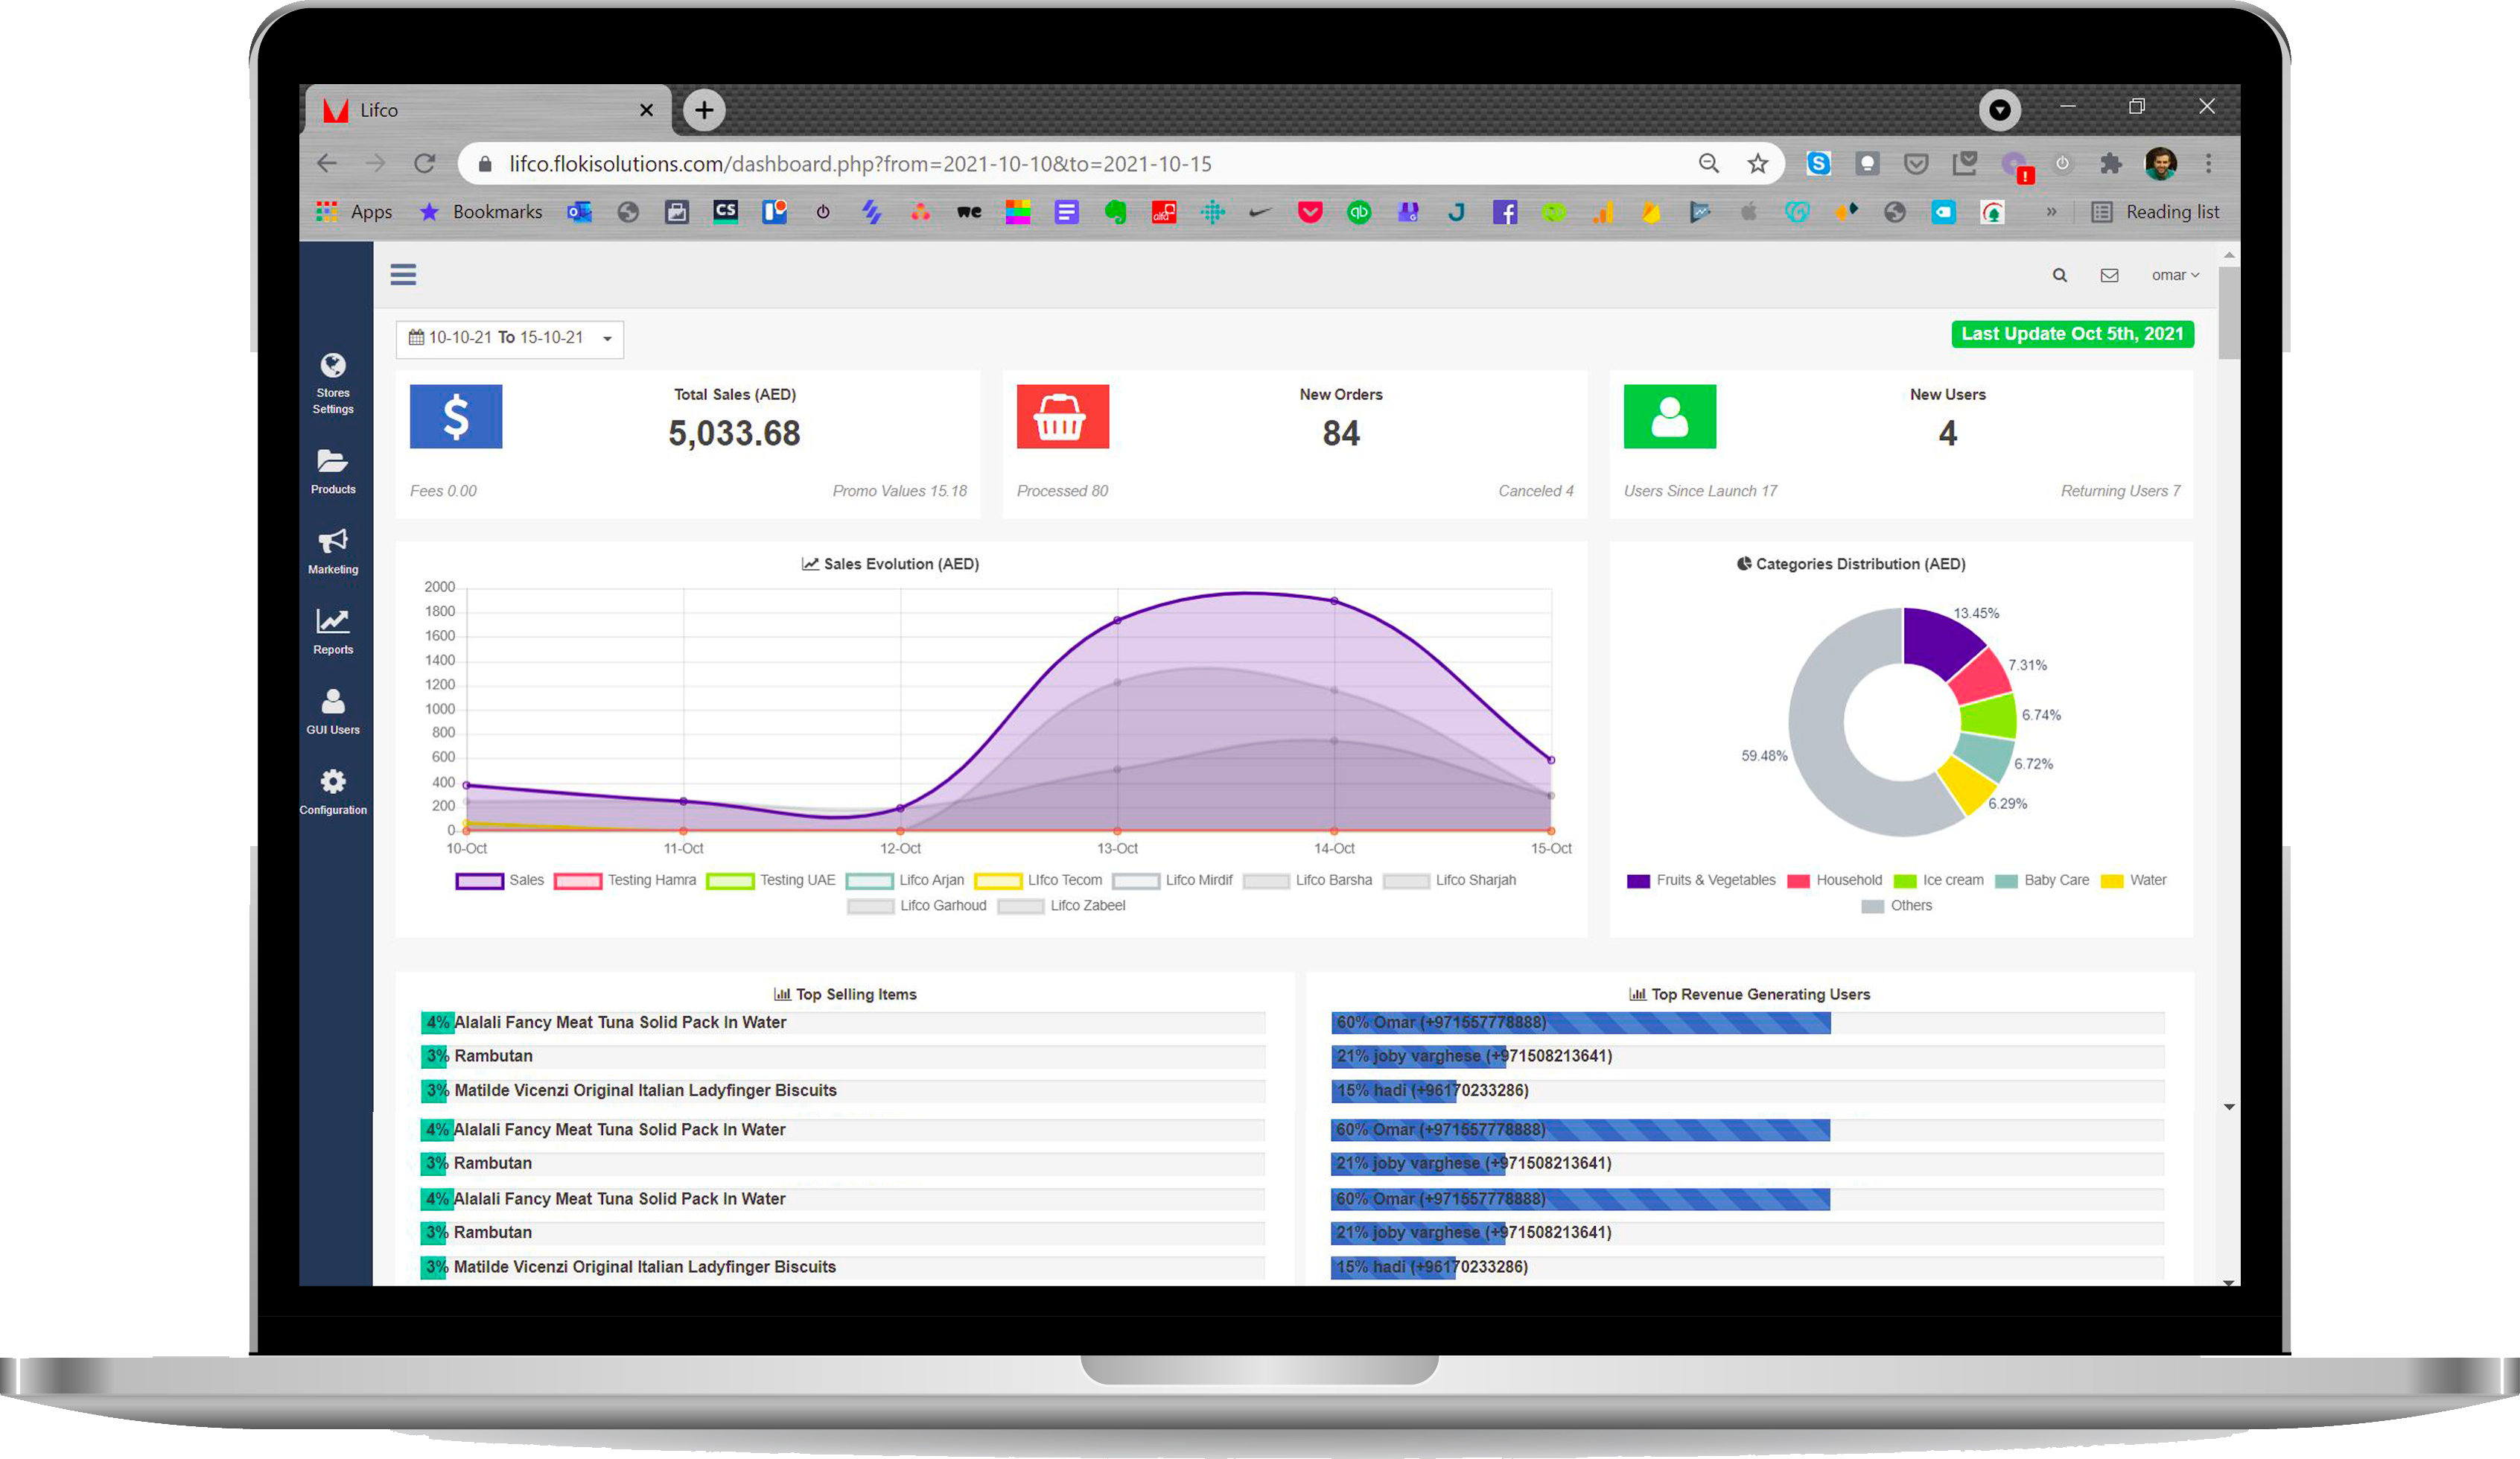 Lifco
lifco.flokisolutions.com/dashboard.php?from=2021-10-10&to=2021-10-15
Apps Bookmarks CS we alfa qb Reading list
omar
10-10-21 To 15-10-21
Last Update Oct 5th, 2021
Stores
Settings
Products
Marketing
Reports
GUI Users
Configuration
Total Sales (AED)
5,033.68
Fees 0.00 Promo Values 15.18
New Orders
84
Processed 80 Canceled 4
New Users
4
Users Since Launch 17 Returning Users 7
Sales Evolution (AED)
2000
1800
1600
1400
1200
1000
800
600
400
200
0
10-Oct 11-Oct 12-Oct 13-Oct 14-Oct 15-Oct
Sales Testing Hamra Testing UAE Lifco Arjan LIfco Tecom Lifco Mirdif Lifco Barsha Lifco Sharjah
Lifco Garhoud Lifco Zabeel
Categories Distribution (AED)
13.45%
7.31%
6.74%
6.72%
6.29%
59.48%
Fruits & Vegetables Household Ice cream Baby Care Water
Others
Top Selling Items
4% Alalali Fancy Meat Tuna Solid Pack In Water
3% Rambutan
3% Matilde Vicenzi Original Italian Ladyfinger Biscuits
4% Alalali Fancy Meat Tuna Solid Pack In Water
3% Rambutan
4% Alalali Fancy Meat Tuna Solid Pack In Water
3% Rambutan
3% Matilde Vicenzi Original Italian Ladyfinger Biscuits
Top Revenue Generating Users
60% Omar (+971557778888)
21% joby varghese (+971508213641)
15% hadi (+96170233286)
60% Omar (+971557778888)
21% joby varghese (+971508213641)
60% Omar (+971557778888)
21% joby varghese (+971508213641)
15% hadi (+96170233286)